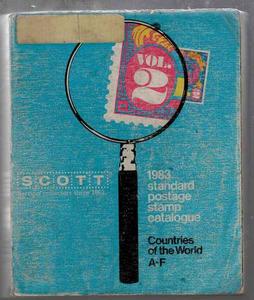 VOL.
2
SCOTT
1983
standard
postage
stamp
catalogue
Countries
of the World
A-F